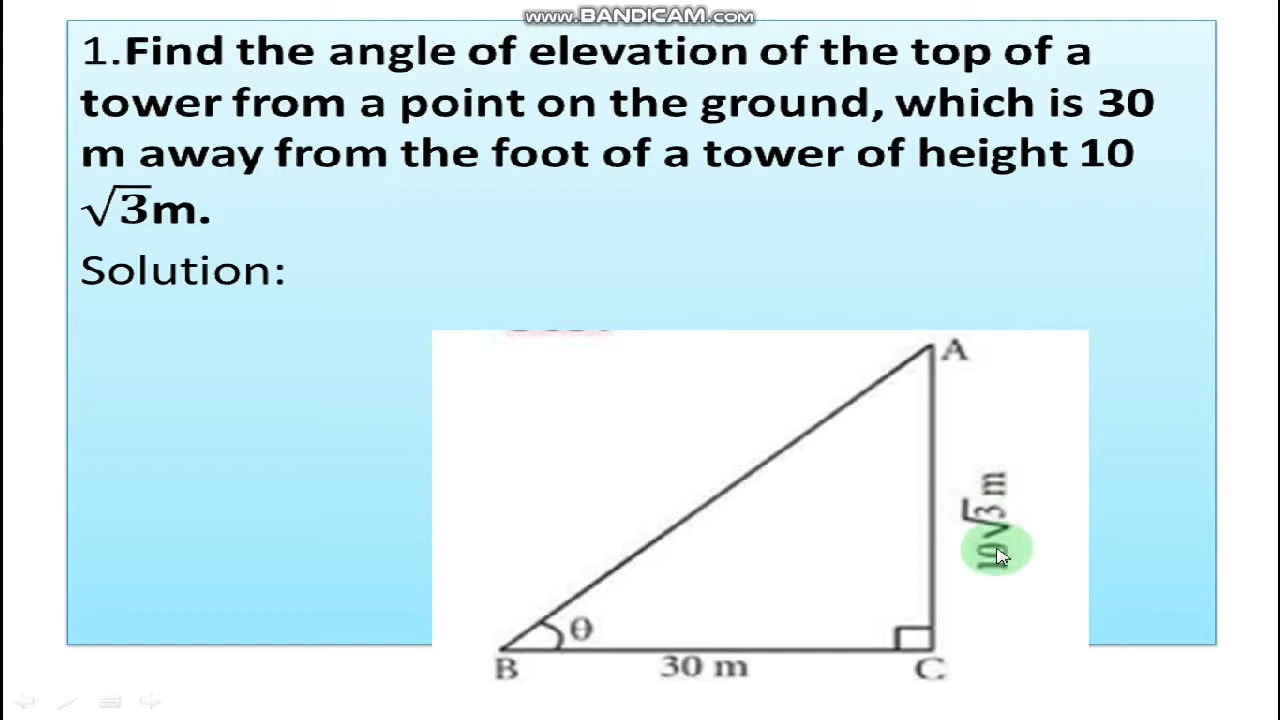 www.BANDICAM.com
1.Find the angle of elevation of the top of a
tower from a point on the ground, which is 30
m away from the foot of a tower of height 10
√3m.
Solution:
A
10√3 m
θ
B
30 m
C